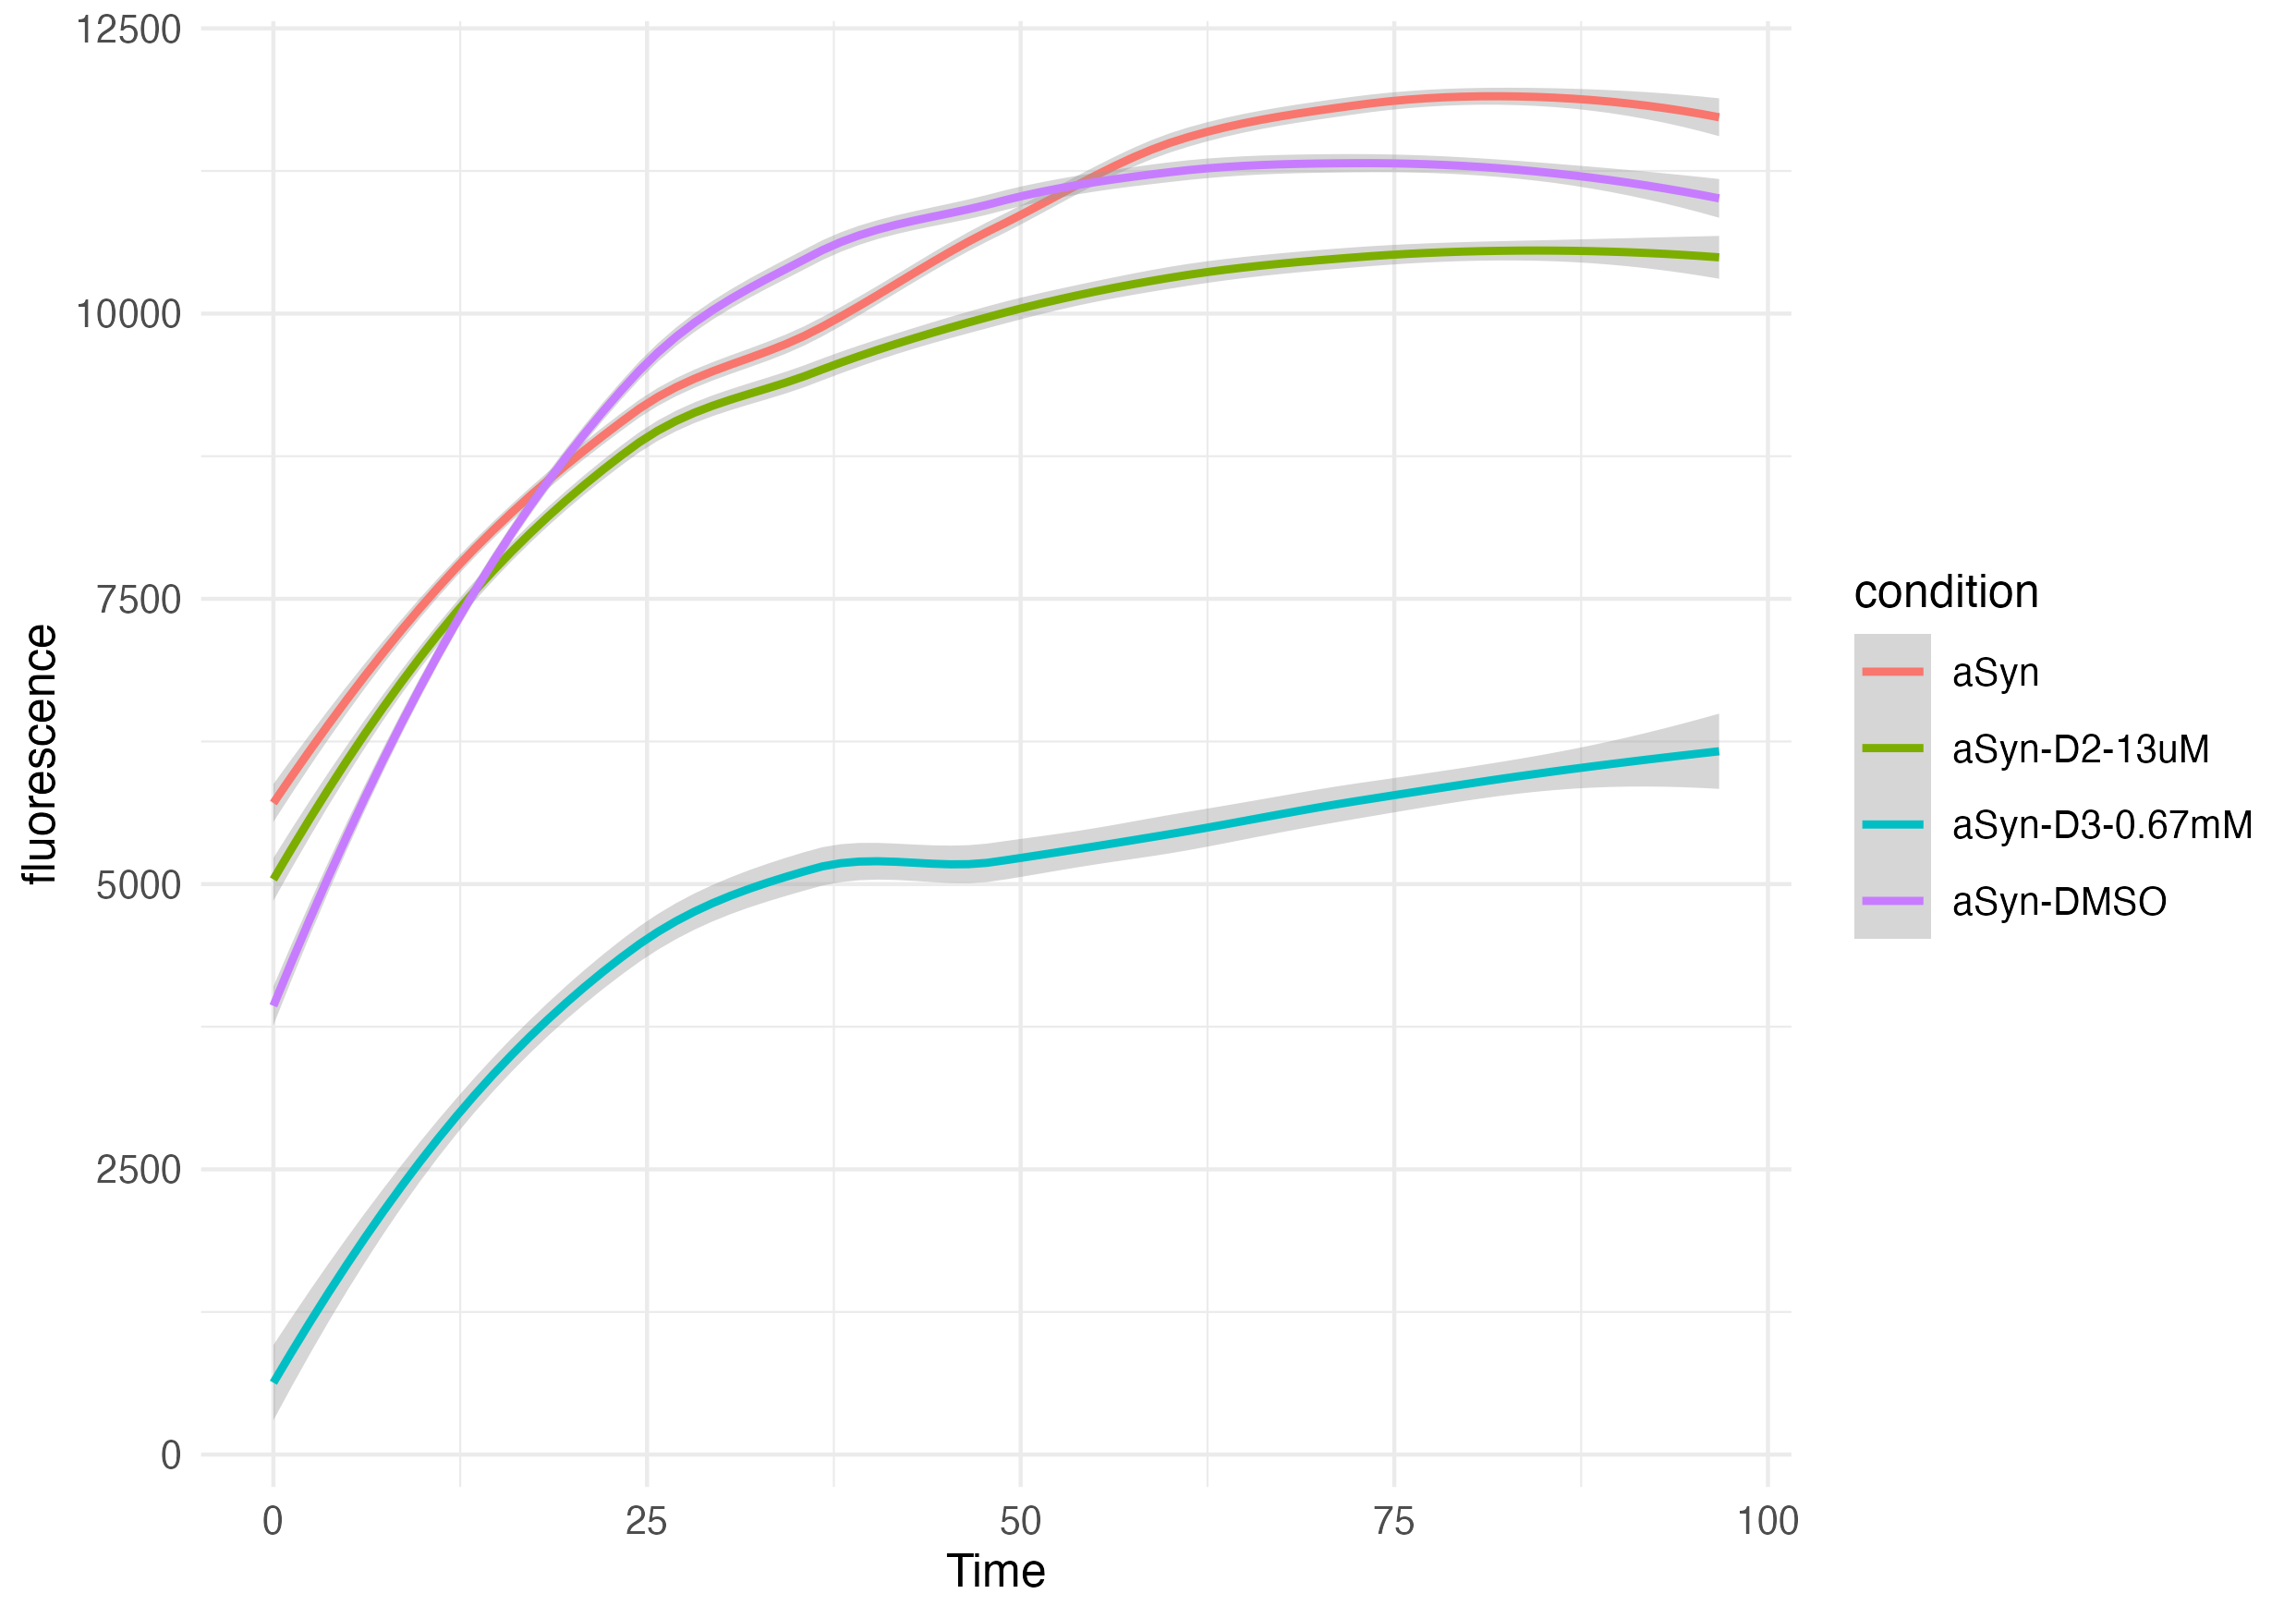 12500
10000
7500
5000
2500
0
fluorescence
0 25 50 75 100
Time
condition
aSyn
aSyn-D2-13uM
aSyn-D3-0.67mM
aSyn-DMSO